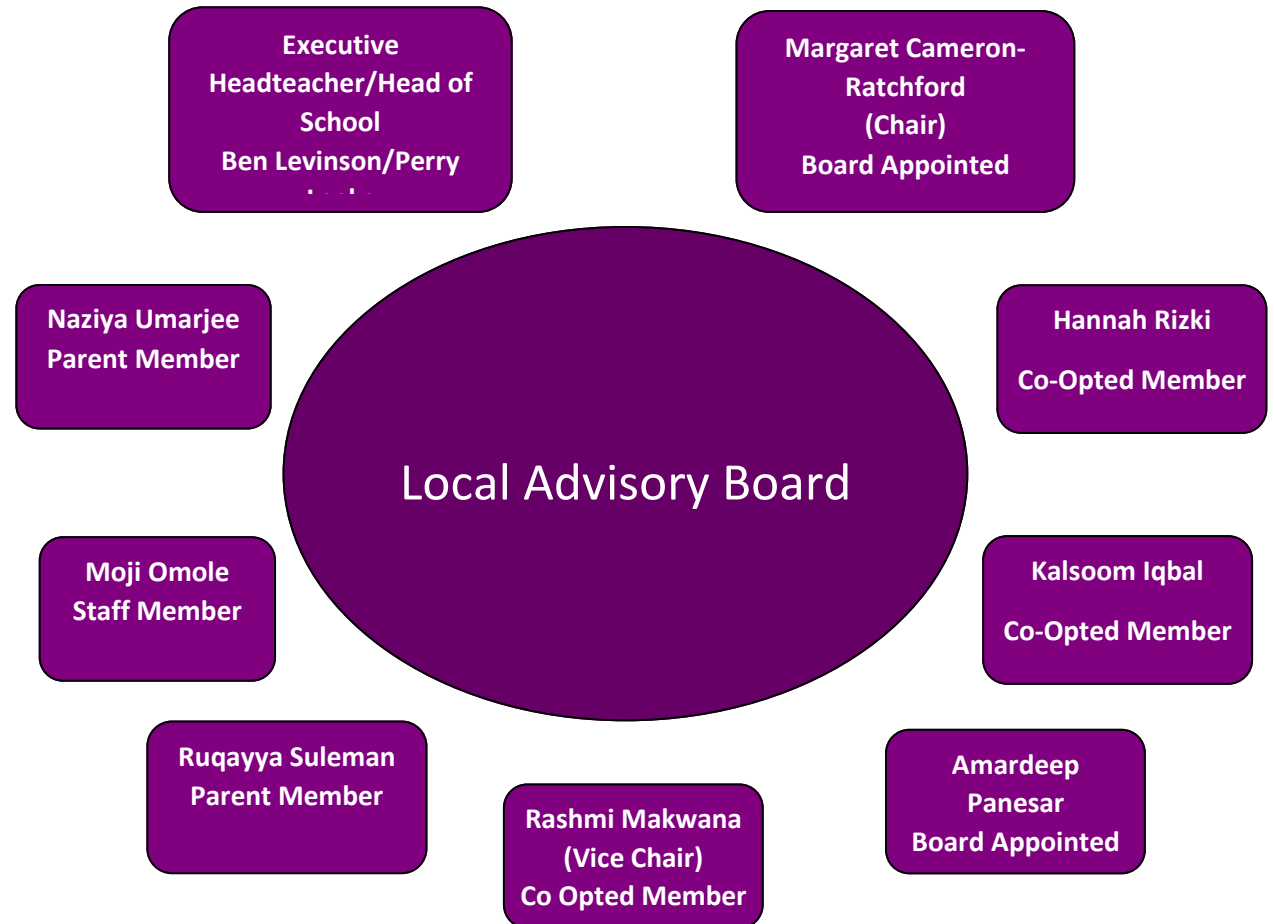 Executive
Headteacher/Head of
School
Ben Levinson/Perry
Margaret Cameron-
Ratchford
(Chair)
Board Appointed
Naziya Umarjee
Parent Member
Hannah Rizki
Co-Opted Member
Local Advisory Board
Moji Omole
Staff Member
Kalsoom Iqbal
Co-Opted Member
Ruqayya Suleman
Parent Member
Amardeep
Panesar
Board Appointed
Rashmi Makwana
(Vice Chair)
Co Opted Member